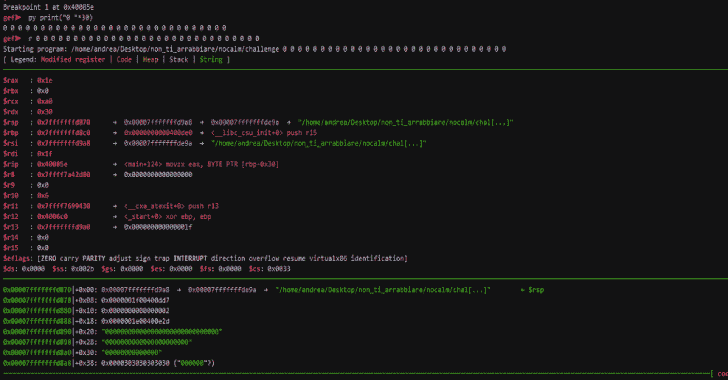 Breakpoint 1 at 0x40085e
gef➤ py print("0 "*30)
0 0 0 0 0 0 0 0 0 0 0 0 0 0 0 0 0 0 0 0 0 0 0 0 0 0 0 0 0 0
gef➤ r 0 0 0 0 0 0 0 0 0 0 0 0 0 0 0 0 0 0 0 0 0 0 0 0 0 0 0 0 0 0
Starting program: /home/andrea/Desktop/non_ti_arrabbiare/nocalm/challenge 0 0 0 0 0 0 0 0 0 0 0 0 0 0 0 0 0 0 0 0 0 0 0 0 0 0 0 0 0 0
[ Legend: Modified register | Code | Heap | Stack | String ]
$rax : 0x1e
$rbx : 0x0
$rcx : 0xa0
$rdx : 0x30
$rsp : 0x7fffffffd870 → 0x00007fffffffd9a8 → 0x00007fffffffde9a → "/home/andrea/Desktop/non_ti_arrabbiare/nocalm/chal[...]"
$rbp : 0x7fffffffd8c0 → 0x0000000000400de0 → <__libc_csu_init+0> push r15
$rsi : 0x7fffffffd9a8 → 0x00007fffffffde9a → "/home/andrea/Desktop/non_ti_arrabbiare/nocalm/chal[...]"
$rdi : 0x1f
$rip : 0x40085e → <main+124> movzx eax, BYTE PTR [rbp-0x30]
$r8 : 0x7ffff7a42d80 → 0x0000000000000000
$r9 : 0x0
$r10 : 0x6
$r11 : 0x7ffff7699430 → <__cxa_atexit+0> push r13
$r12 : 0x4006c0 → <_start+0> xor ebp, ebp
$r13 : 0x7fffffffd9a0 → 0x000000000000001f
$r14 : 0x0
$r15 : 0x0
$eflags: [ZERO carry PARITY adjust sign trap INTERRUPT direction overflow resume virtualx86 identification]
$ds: 0x0000 $ss: 0x002b $gs: 0x0000 $es: 0x0000 $fs: 0x0000 $cs: 0x0033
0x00007fffffffd870│+0x00: 0x00007fffffffd9a8 → 0x00007fffffffde9a → "/home/andrea/Desktop/non_ti_arrabbiare/nocalm/chal[...]" ← $rsp
0x00007fffffffd878│+0x08: 0x0000001f00400dd7
0x00007fffffffd880│+0x10: 0x0000000000000002
0x00007fffffffd888│+0x18: 0x0000001e00400e2d
0x00007fffffffd890│+0x20: "000000000000000000000000000000"
0x00007fffffffd898│+0x28: "0000000000000000000000"
0x00007fffffffd8a0│+0x30: "00000000000000"
0x00007fffffffd8a8│+0x38: 0x0000303030303030 ("000000"?)